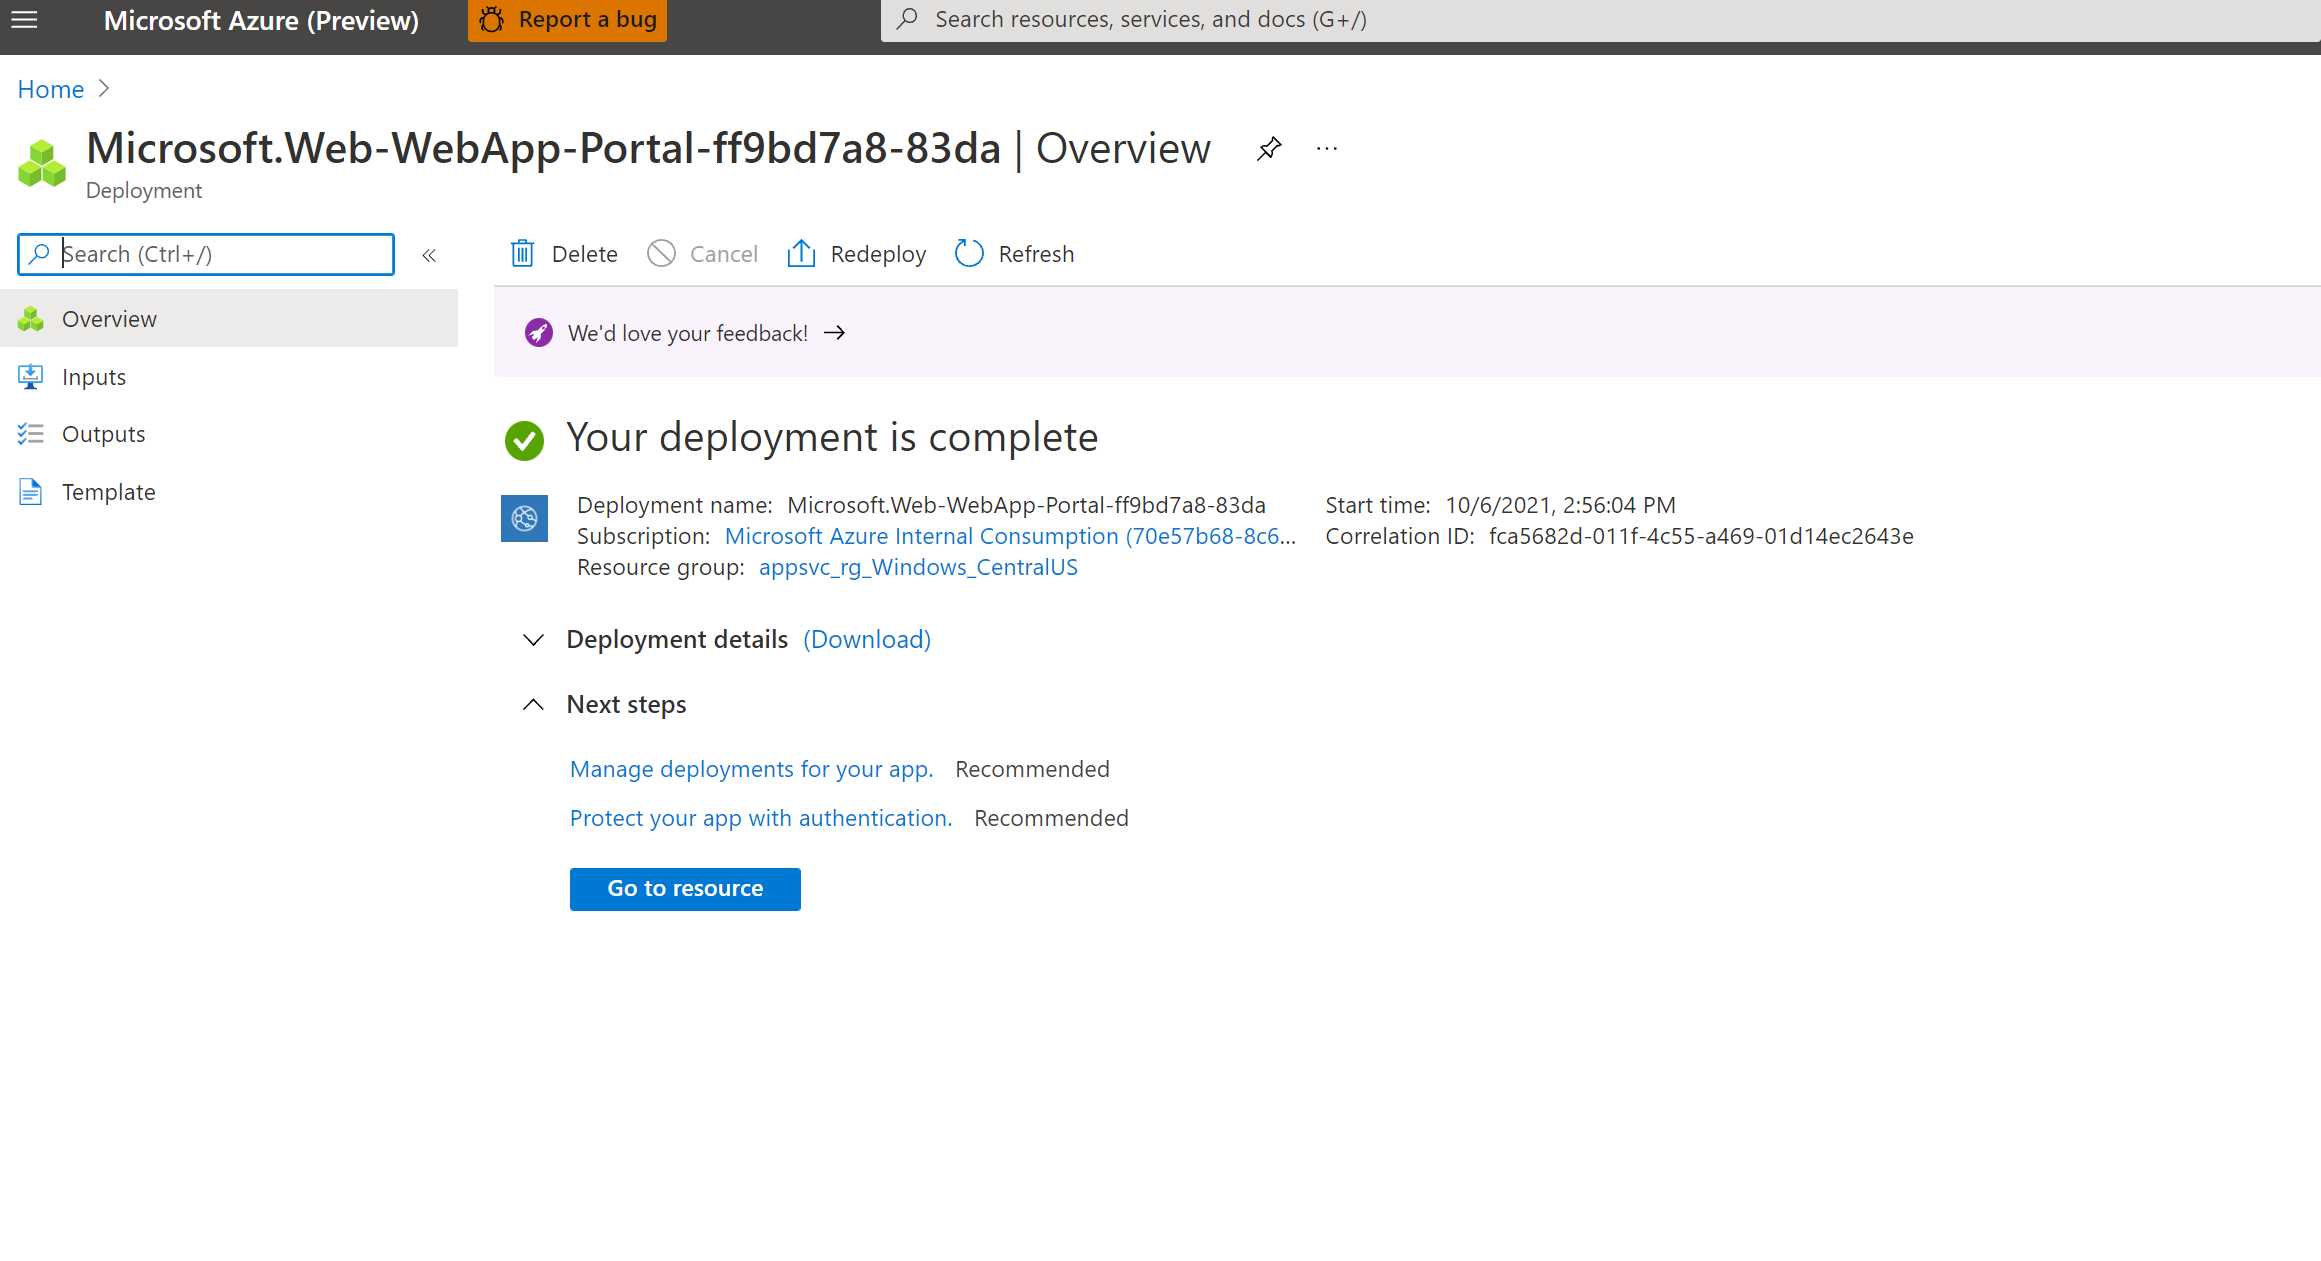 Microsoft Azure (Preview)
Report a bug
Search resources, services, and docs (G+/)
Home
Microsoft.Web-WebApp-Portal-ff9bd7a8-83da | Overview
Deployment
Search (Ctrl+/)
Overview
Inputs
Outputs
Template
Delete
Cancel
Redeploy
Refresh
We'd love your feedback!
Your deployment is complete
Deployment name: Microsoft.Web-WebApp-Portal-ff9bd7a8-83da
Subscription: Microsoft Azure Internal Consumption (70e57b68-8c6...
Resource group: appsvc_rg_Windows_CentralUS
Start time: 10/6/2021, 2:56:04 PM
Correlation ID: fca5682d-011f-4c55-a469-01d14ec2643e
Deployment details (Download)
Next steps
Manage deployments for your app. Recommended
Protect your app with authentication. Recommended
Go to resource